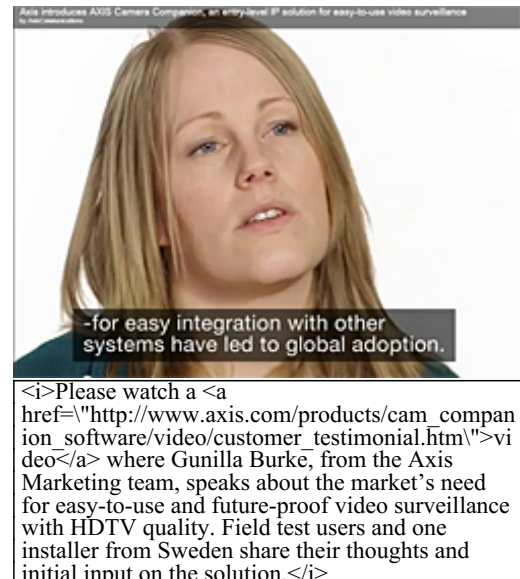 Axis introduces AXIS Camera Companion, an entry-level IP solution for easy-to-use video surveillance
by AxisCommunications
-for easy integration with other
systems have led to global adoption.
<i>Please watch a <a
href=\"http://www.axis.com/products/cam_compan
ion_software/video/customer_testimonial.htm\">vi
deo</a> where Gunilla Burke, from the Axis
Marketing team, speaks about the market's need
for easy-to-use and future-proof video surveillance
with HDTV quality. Field test users and one
installer from Sweden share their thoughts and
initial input on the solution.</i>